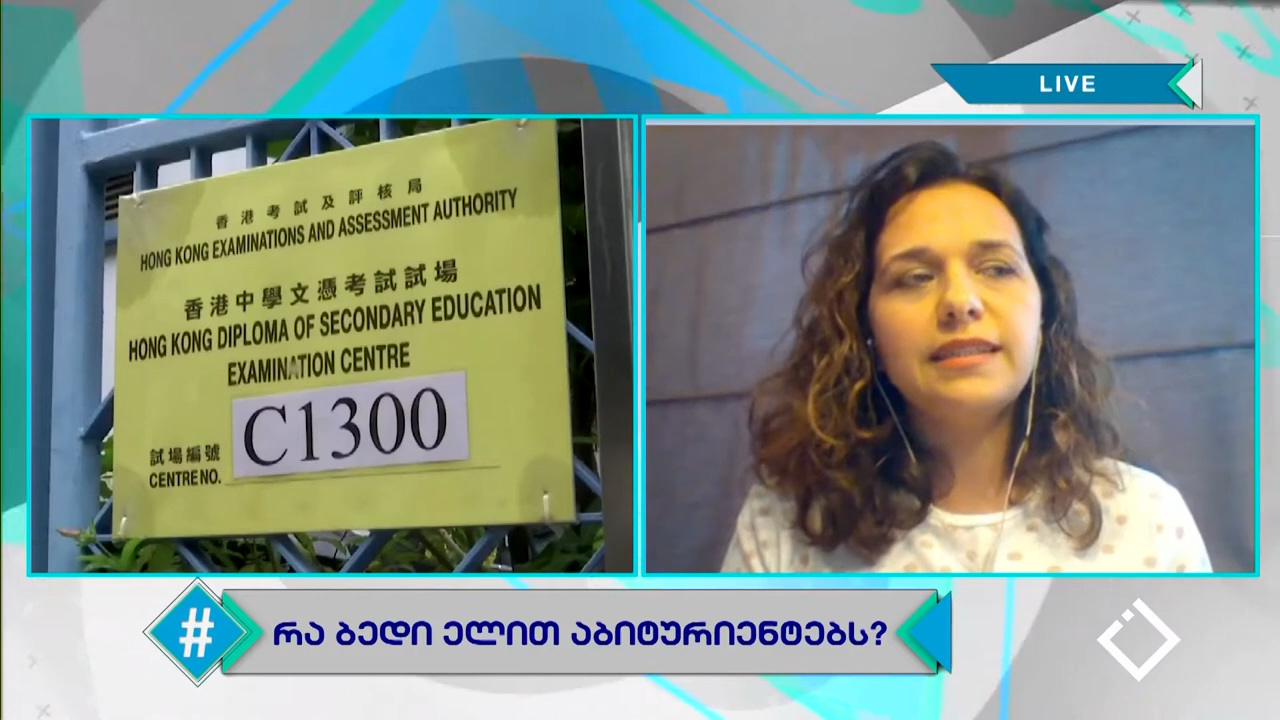 LIVE
香港考試及評核局
HONG KONG EXAMINATIONS AND ASSESSMENT AUTHORITY
香港中學文憑考試試場
HONG KONG DIPLOMA OF SECONDARY EDUCATION
EXAMINATION CENTRE
C1300
試場編號
CENTRE NO.
# რა ბედი ელით აბიტურიენტებს?